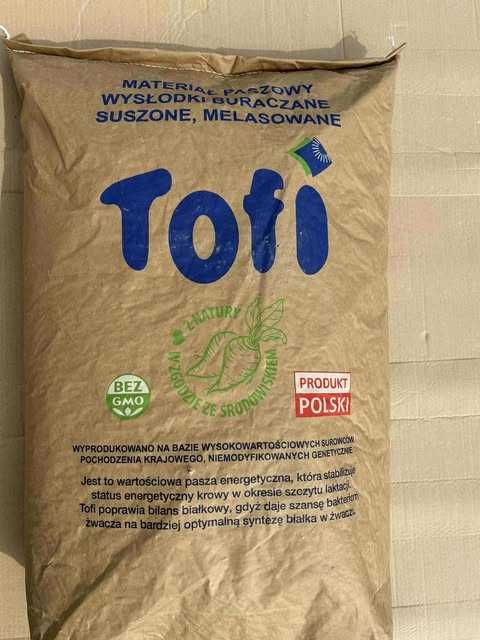 MATERIAŁ PASZOWY
WYSŁODKI BURACZANE
SUSZONE, MELASOWANE
Tofi
Z NATURY
W ZGODZIE ZE ŚRODOWISKIEM
BEZ
GMO
PRODUKT
POLSKI
WYPRODUKOWANO NA BAZIE WYSOKOWARTOŚCIOWYCH SUROWCÓW
POCHODZENIA KRAJOWEGO, NIEMODYFIKOWANYCH GENETYCZNIE
Jest to wartościowa pasza energetyczna, która stabilizuje
status energetyczny krowy w okresie szczytu laktacji.
Tofi poprawia bilans białkowy, gdyż daje szansę bakteriom
żwacza na bardziej optymalną syntezę białka w żwaczu.